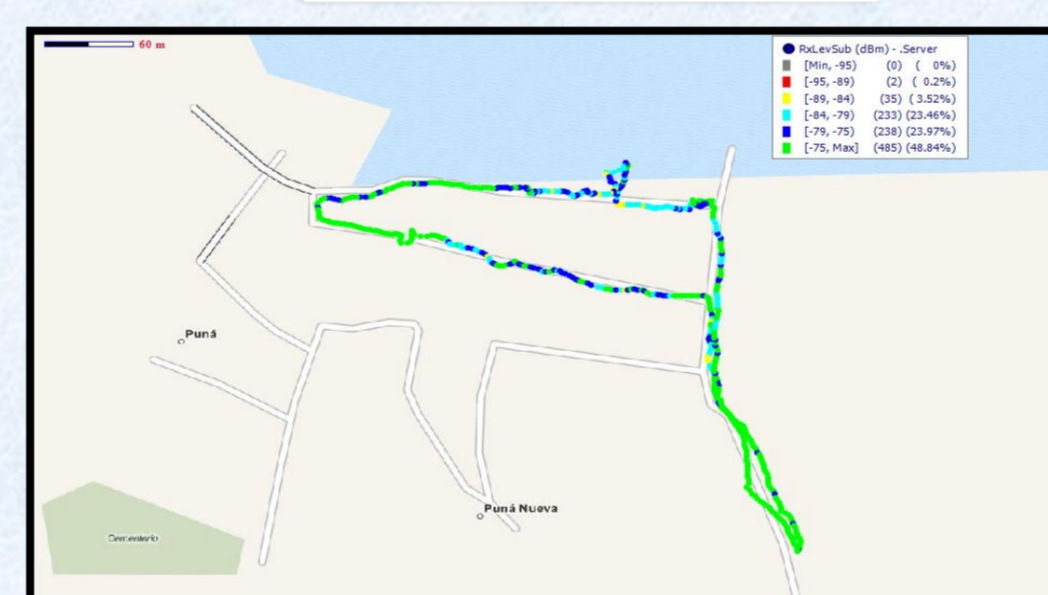 60 m
RxLevSub (dBm) - .Server
[Min, -95) (0) ( 0%)
[-95, -89) (2) ( 0.2%)
[-89, -84) (35) ( 3.52%)
[-84, -79) (233) (23.46%)
[-79, -75) (238) (23.97%)
[-75, Max] (485) (48.84%)
Puná
Puná Nueva
Cementerio